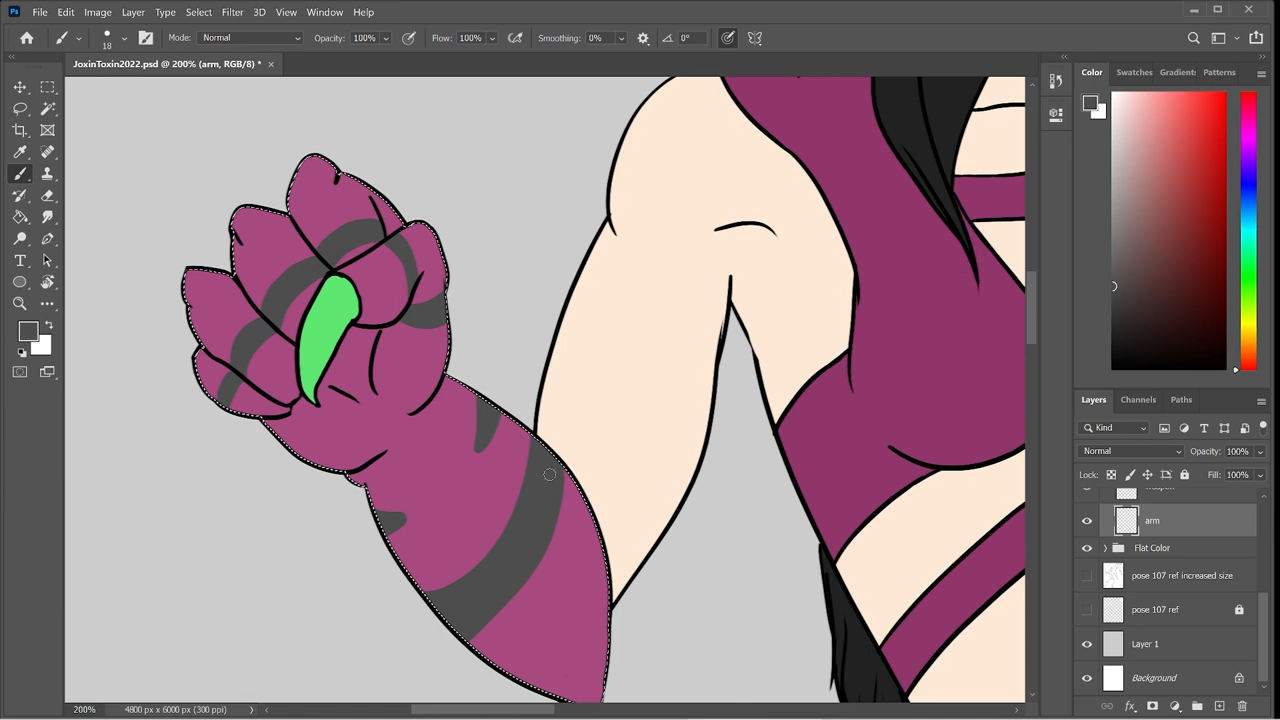 Ps File Edit Image Layer Type Select Filter 3D View Window Help
18 Mode: Normal Opacity: 100% Flow: 100% Smoothing: 0% 0°
JoxinToxin2022.psd @ 200% (arm, RGB/8) *
Color Swatches Gradients Patterns
Layers Channels Paths
Kind
Normal Opacity: 100%
Lock: Fill: 100%
arm
Flat Color
pose 107 ref increased size
pose 107 ref
Layer 1
Background
200% 4800 px x 6000 px (300 ppi)